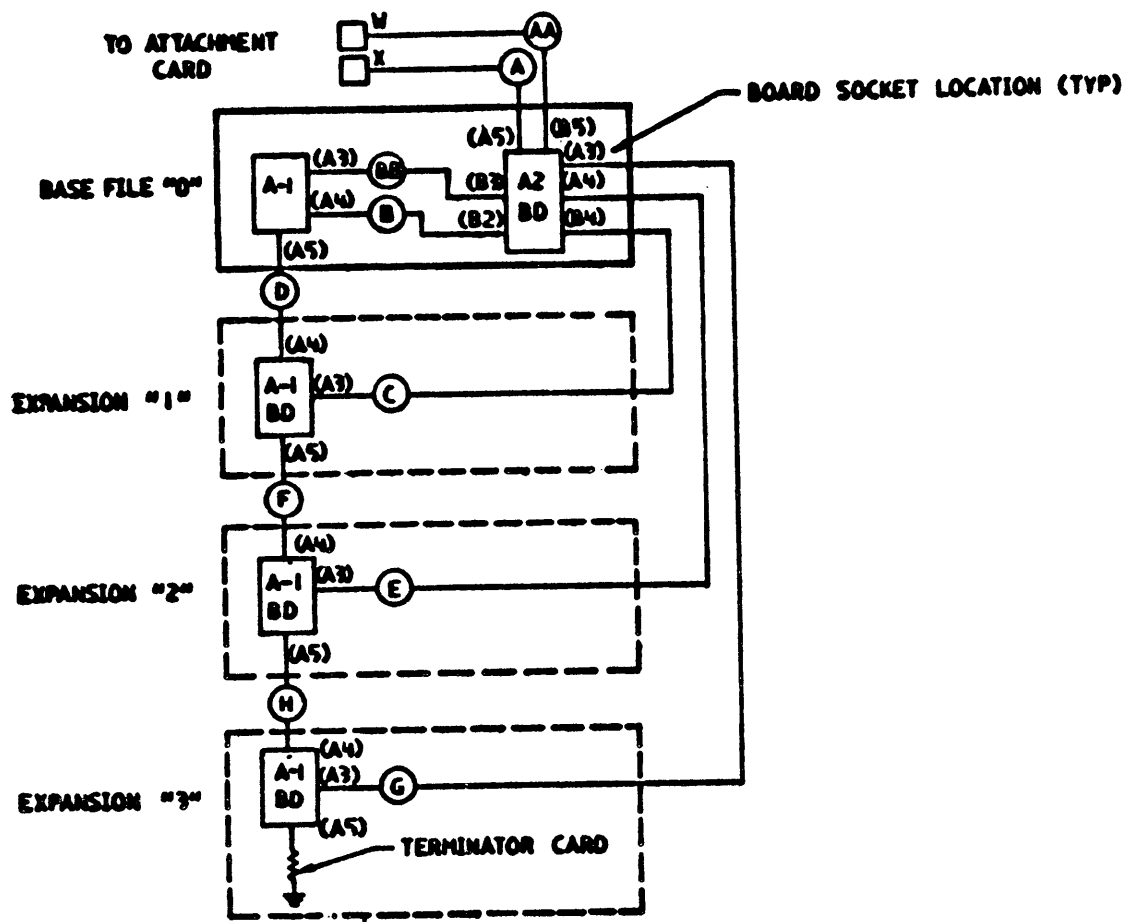 TO ATTACHMENT
CARD
W
X
AA
A
BOARD SOCKET LOCATION (TYP)
(A5)
(B5)
(A3)
(A4)
(B4)
BASE FILE "0"
A-1
(A3)
BB
(B3)
A2
BD
(A4)
B
(B2)
(A5)
D
EXPANSION "1"
(A4)
A-1
BD
(A3)
C
(A5)
F
EXPANSION "2"
(A4)
A-1
BD
(A3)
E
(A5)
H
EXPANSION "3"
(A4)
A-1
BD
(A3)
G
(A5)
TERMINATOR CARD